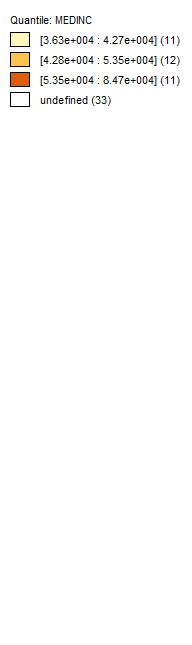 Quantile: MEDINC
[3.63e+004 : 4.27e+004] (11)
[4.28e+004 : 5.35e+004] (12)
[5.35e+004 : 8.47e+004] (11)
undefined (33)